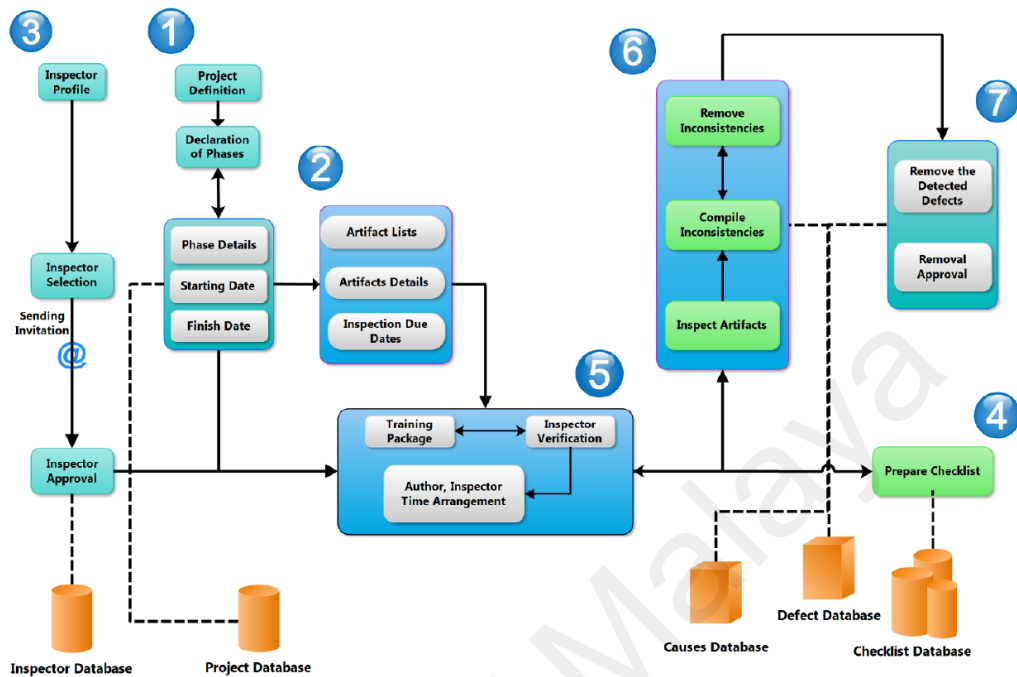 3
1
6
7
Inspector
Profile
Project
Definition
Declaration
of Phases
2
Phase Details
Starting Date
Finish Date
Artifact Lists
Artifacts Details
Inspection Due
Dates
Inspector
Selection
Sending
Invitation
@
Inspector
Approval
Remove
Inconsistencies
Compile
Inconsistencies
Inspect Artifacts
Remove the
Detected
Defects
Removal
Approval
5
Training
Package
Inspector
Verification
Author, Inspector
Time Arrangement
4
Prepare Checklist
Inspector Database
Project Database
Causes Database
Defect Database
Checklist Database
Malaya